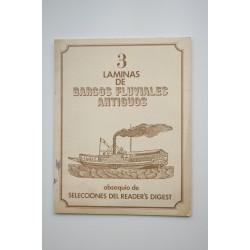 3
LAMINAS
DE
BARCOS FLUVIALES
ANTIGUOS
obsequio de
SELECCIONES DEL READER'S DIGEST